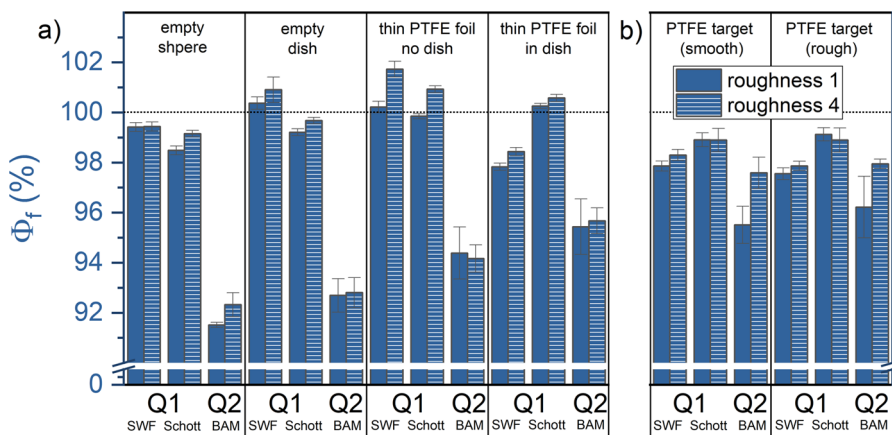 a)
empty
shpere
empty
dish
thin PTFE foil
no dish
thin PTFE foil
in dish
b)
PTFE target
(smooth)
PTFE target
(rough)
roughness 1
roughness 4
Φf (%)
102
100
98
96
94
92
0
Q1 Q2 Q1 Q2 Q1 Q2 Q1 Q2 Q1 Q2 Q1 Q2
SWF Schott BAM SWF Schott BAM SWF Schott BAM SWF Schott BAM SWF Schott BAM SWF Schott BAM